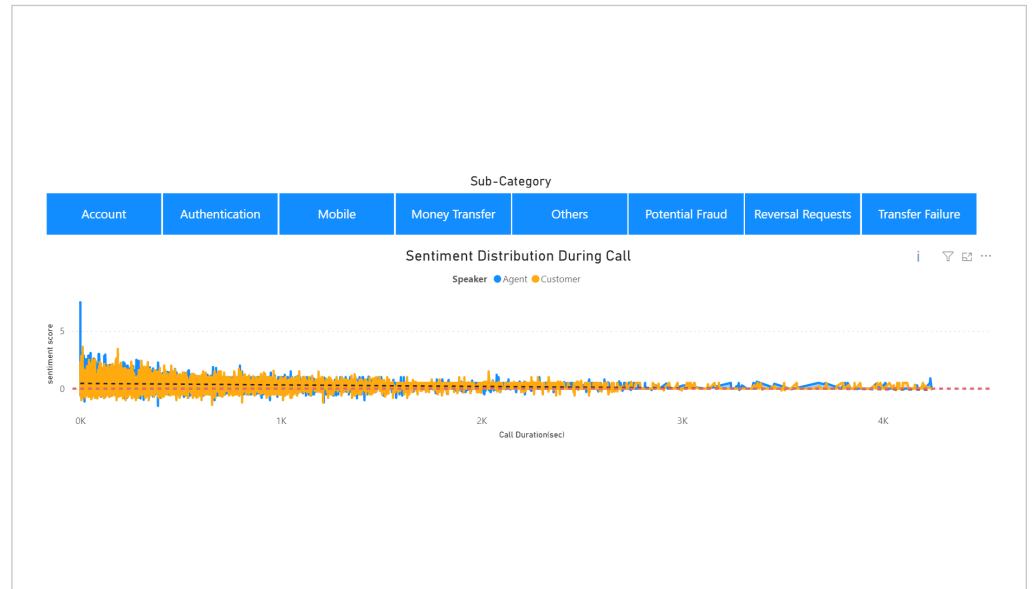 Sub-Category
Account Authentication Mobile Money Transfer Others Potential Fraud Reversal Requests Transfer Failure
Sentiment Distribution During Call
i
Speaker Agent Customer
sentiment score
5
0
0K 1K 2K 3K 4K
Call Duration(sec)